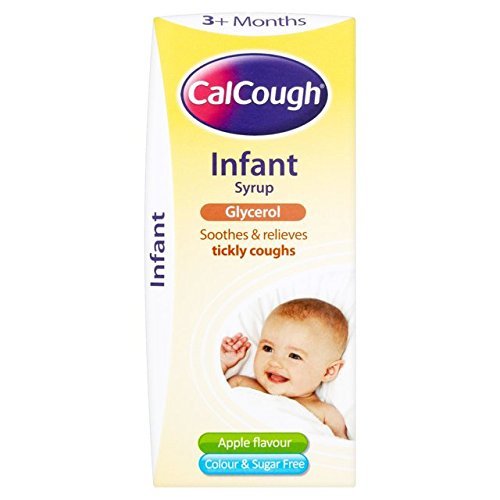 3+ Months
CalCough®
Infant
Syrup
Glycerol
Soothes & relieves
tickly coughs
Apple flavour
Colour & Sugar Free
Infant